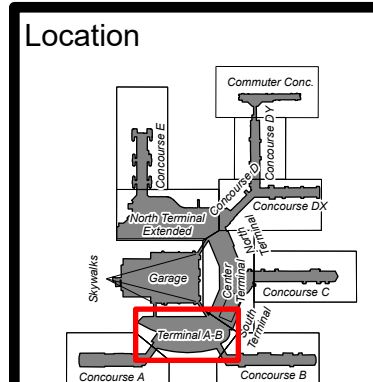 Location
Commuter Conc.
Concourse DY
Concourse E
Concourse D
Concourse DX
North Terminal
Extended
North
Terminal
Skywalks
Garage
Center
Terminal
Concourse C
South
Terminal
Terminal A-B
Concourse A
Concourse B